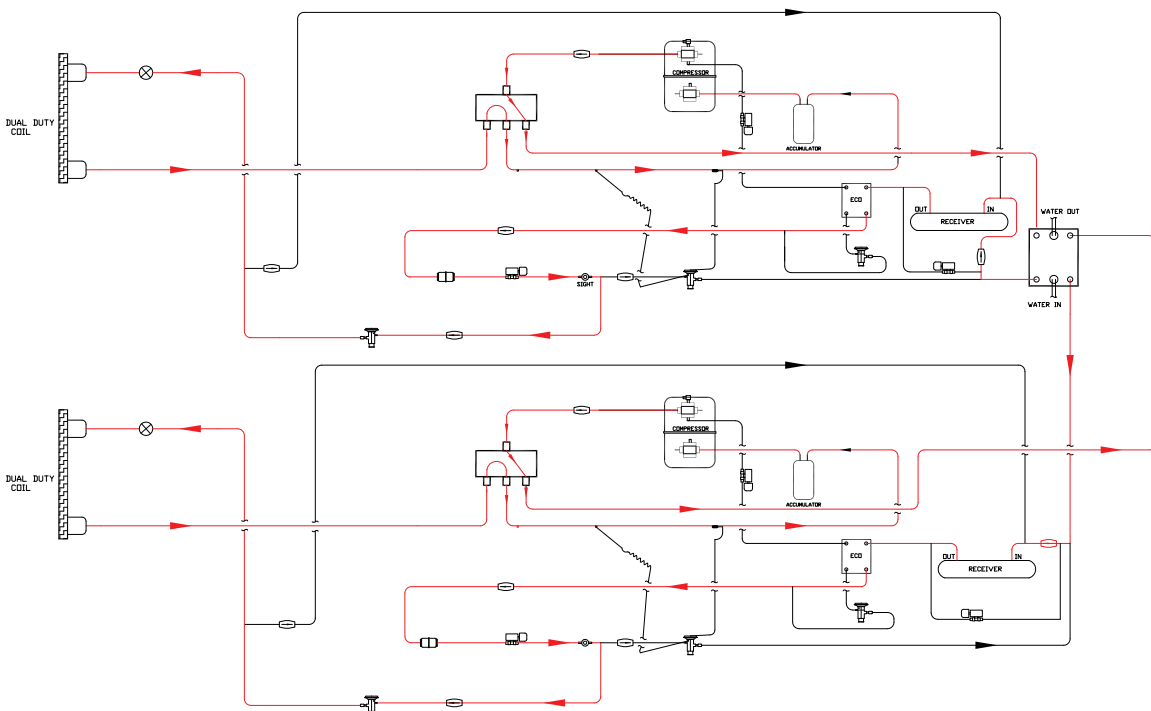 COMPRESSOR
DUAL DUTY
COIL
ACCUMULATOR
ECO
OUT
IN
RECEIVER
WATER OUT
SIGHT
WATER IN
COMPRESSOR
DUAL DUTY
COIL
ACCUMULATOR
ECO
OUT
IN
RECEIVER